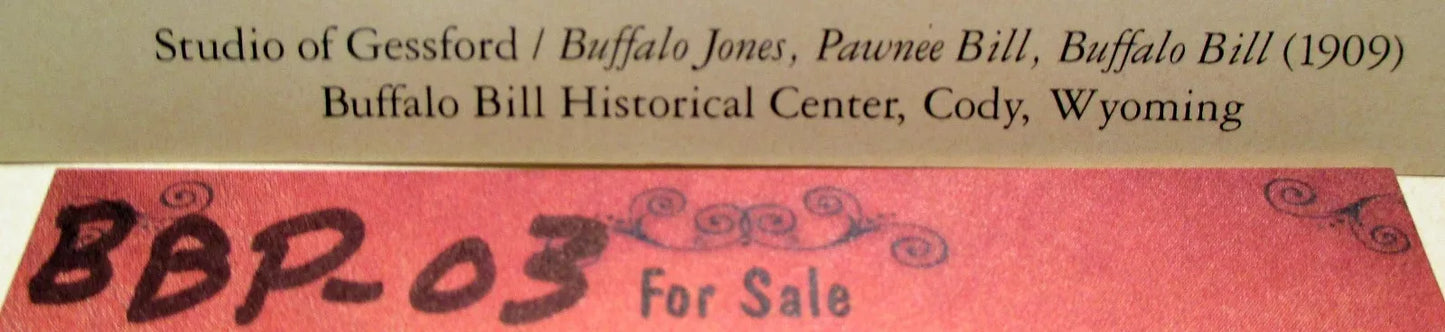 Studio of Gessford / Buffalo Jones, Pawnee Bill, Buffalo Bill (1909)
Buffalo Bill Historical Center, Cody, Wyoming
BBP-03
For Sale